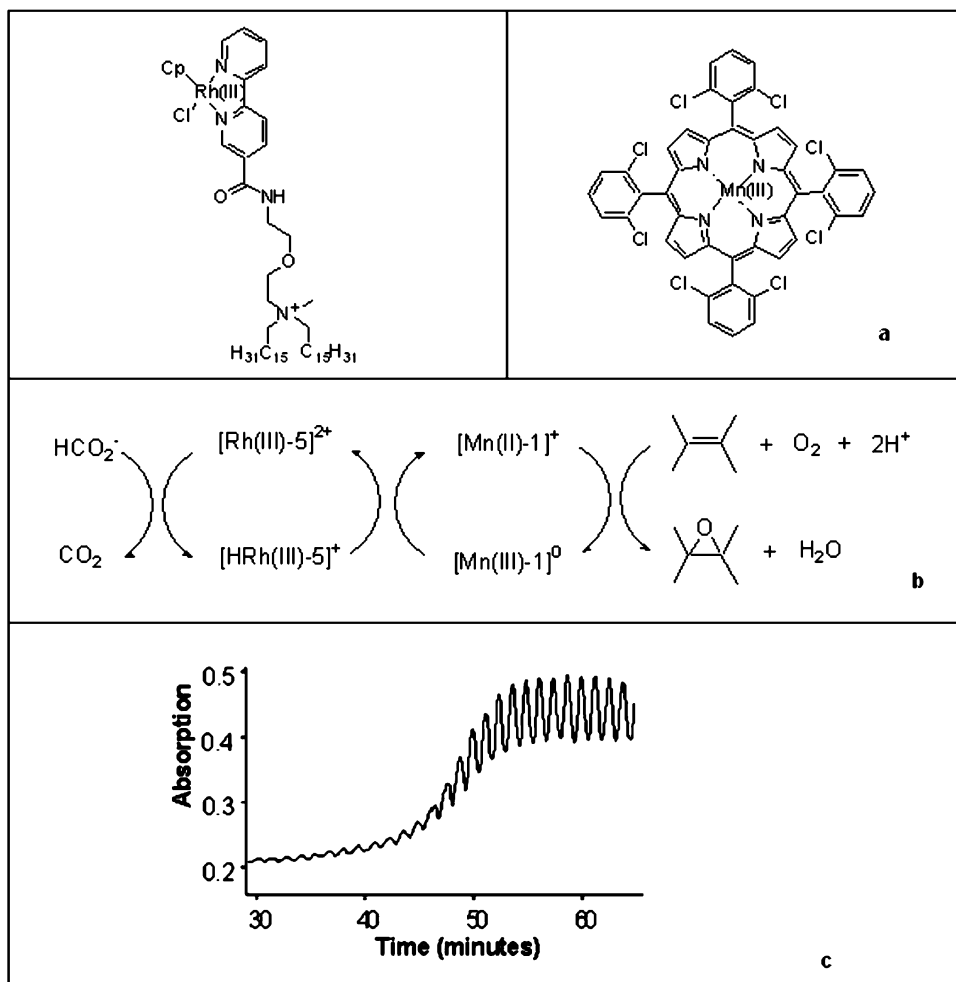 Cp
N
Rh(III)
Cl
N
O
NH
O
N+
H31C15 C15H31
Cl Cl
Cl Cl
N N
Mn(III)
N N
Cl Cl
Cl Cl
a
HCO2- [Rh(III)-5]2+ [Mn(II)-1]+ + O2 + 2H+
CO2 [HRh(III)-5]+ [Mn(III)-1]0 O + H2O
b
0.5
0.4
0.3
0.2
Absorption
30 40 50 60
Time (minutes)
c